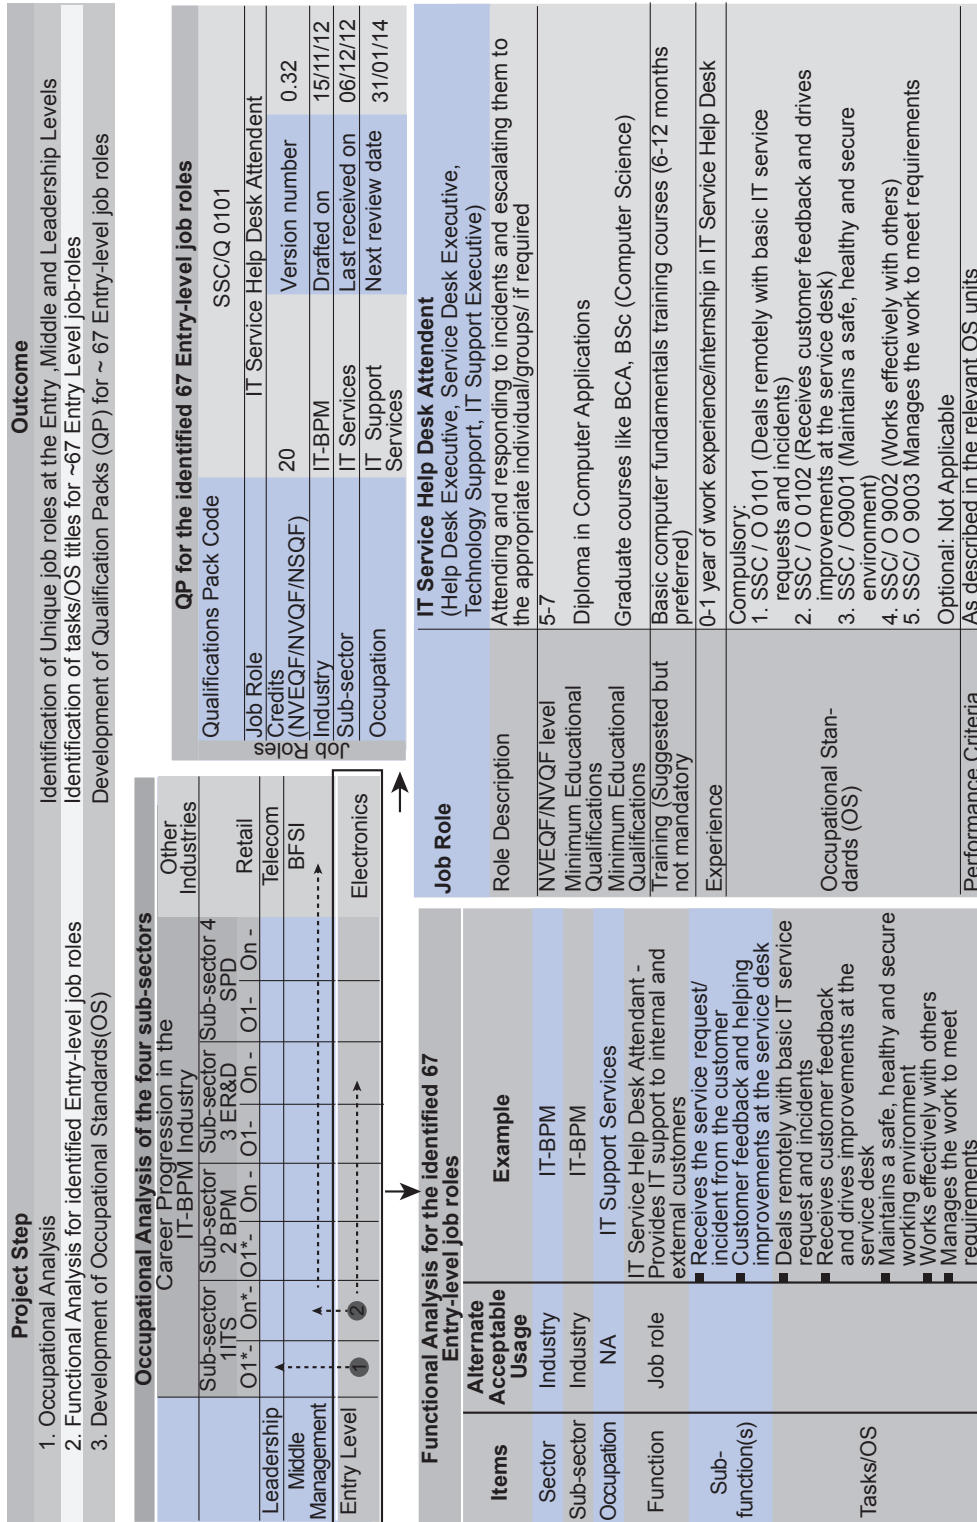 Project Step
Outcome
1. Occupational Analysis
Identification of Unique job roles at the Entry ,Middle and Leadership Levels
2. Functional Analysis for identified Entry-level job roles
Identification of tasks/OS titles for ~67 Entry Level job-roles
3. Development of Occupational Standards(OS)
Development of Qualification Packs (QP) for ~ 67 Entry-level job roles
Occupational Analysis of the four sub-sectors
Career Progression in the
IT-BPM Industry
Other
Industries
Sub-sector
1ITS
Sub-sector
2 BPM
Sub-sector
3 ER&D
Sub-sector 4
SPD
O1*- On*- O1*- On - O1- On - O1- On -
Retail
Leadership
Telecom
Middle
Management
BFSI
Entry Level
1
2
Electronics
QP for the identified 67 Entry-level job roles
Job Roles
Qualifications Pack Code
SSC/Q 0101
Job Role
IT Service Help Desk Attendent
Credits
(NVEQF/NVQF/NSQF)
20
Version number
0.32
Industry
IT-BPM
Drafted on
15/11/12
Sub-sector
IT Services
Last received on
06/12/12
Occupation
IT Support
Services
Next review date
31/01/14
Functional Analysis for the identified 67
Entry-level job roles
Items
Alternate
Acceptable
Usage
Example
Sector
Industry
IT-BPM
Sub-sector
Industry
IT-BPM
Occupation
NA
IT Support Services
Function
Job role
IT Service Help Desk Attendant -
Provides IT support to internal and
external customers
Sub-
function(s)
■ Receives the service request/
incident from the customer
■ Customer feedback and helping
improvements at the service desk
Tasks/OS
■ Deals remotely with basic IT service
request and incidents
■ Receives customer feedback
and drives improvements at the
service desk
■ Maintains a safe, healthy and secure
working environment
■ Works effectively with others
■ Manages the work to meet
requirements
Job Role
IT Service Help Desk Attendent
(Help Desk Executive, Service Desk Executive,
Technology Support, IT Support Executive)
Role Description
Attending and responding to incidents and escalating them to
the appropriate individual/groups/ if required
NVEQF/NVQF level
5-7
Minimum Educational
Qualifications
Diploma in Computer Applications
Minimum Educational
Qualifications
Graduate courses like BCA, BSc (Computer Science)
Training (Suggested but
not mandatory
Basic computer fundamentals training courses (6-12 months
preferred)
Experience
0-1 year of work experience/internship in IT Service Help Desk
Occupational Stan-
dards (OS)
Compulsory:
1. SSC / O 0101 (Deals remotely with basic IT service
requests and incidents)
2. SSC / O 0102 (Receives customer feedback and drives
improvements at the service desk)
3. SSC / O9001 (Maintains a safe, healthy and secure
environment)
4. SSC/ O 9002 (Works effectively with others)
5. SSC/ O 9003 Manages the work to meet requirements
Optional: Not Applicable
Performance Criteria
As described in the relevant OS units